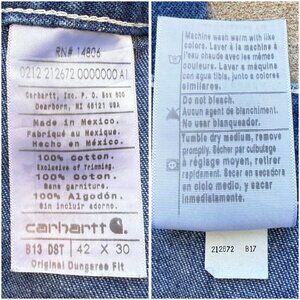 RN# 14806
0212 212672 0000000 A1
Carhartt, Inc. P.O. Box 600
Dearborn, MI 48121 USA
Made in Mexico.
Fabriqué au Mexique.
Hecho en México.
100% Cotton.
Exclusive of Trimming.
100% Coton.
Sans garniture.
100% Algodón.
Sin incluir adorno.
carhartt
B13 DST | 42 X 30
Original Dungaree Fit
Machine wash warm with like
colors. Laver à la machine à
l'eau chaude avec les mêmes
couleurs. Lavar a máquina
con agua tibia, junto a colores
similares.
Do not bleach.
Aucun agent de blanchiment.
No usar blanqueador.
Tumble dry medium, remove
promptly. Sécher par culbutage
à réglage moyen, retirer
rapidement. Secar en secadora
en ciclo medio, y sacar
inmediatamente.
212672 B17